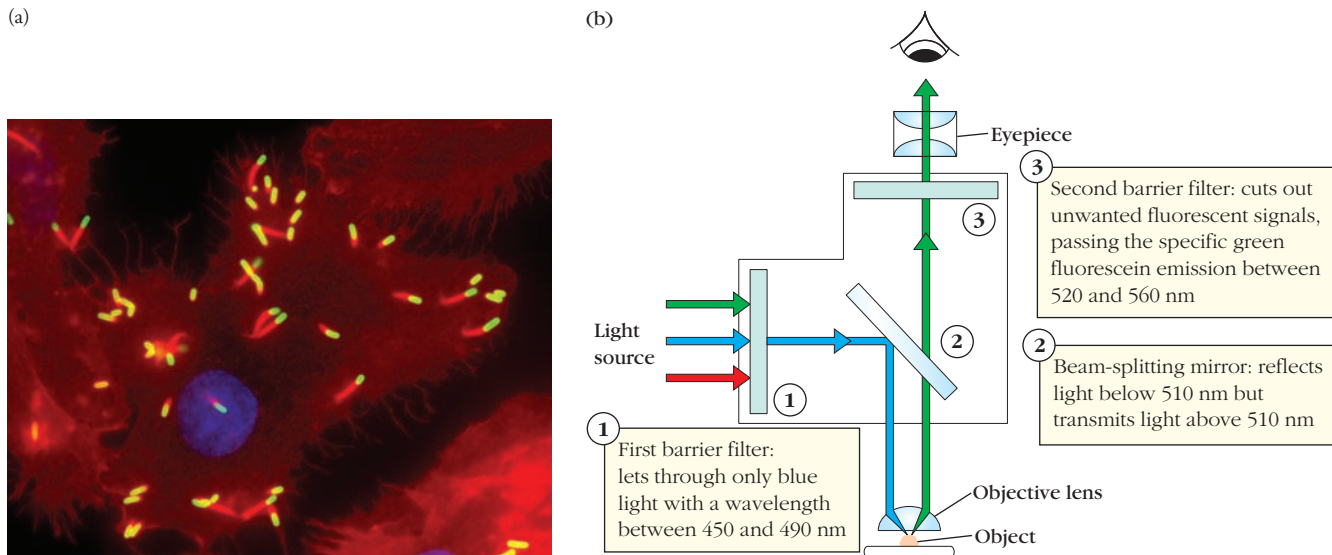 (a)
(b)
Eyepiece
3
Second barrier filter: cuts out
unwanted fluorescent signals,
passing the specific green
fluorescein emission between
520 and 560 nm
3
Light
source
2
2
Beam-splitting mirror: reflects
light below 510 nm but
transmits light above 510 nm
1
1
First barrier filter:
lets through only blue
light with a wavelength
between 450 and 490 nm
Objective lens
Object